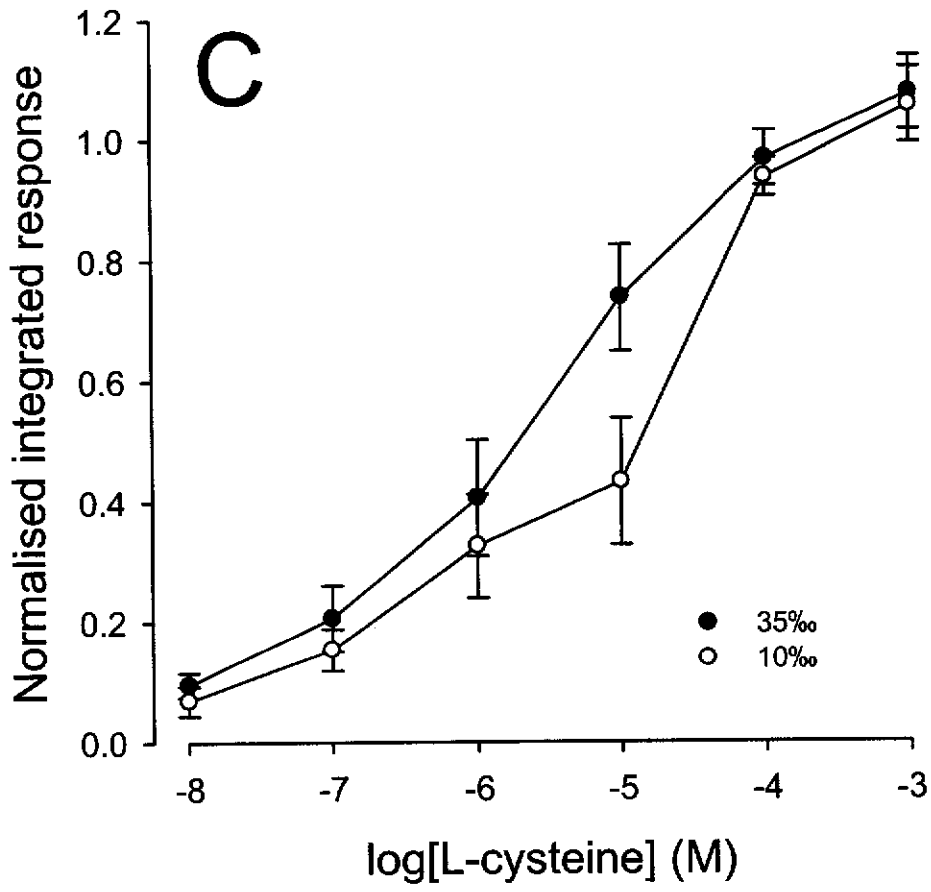 C
Normalised integrated response
1.2
1.0
0.8
0.6
0.4
0.2
0.0
35‰
10‰
-8 -7 -6 -5 -4 -3
log[L-cysteine] (M)